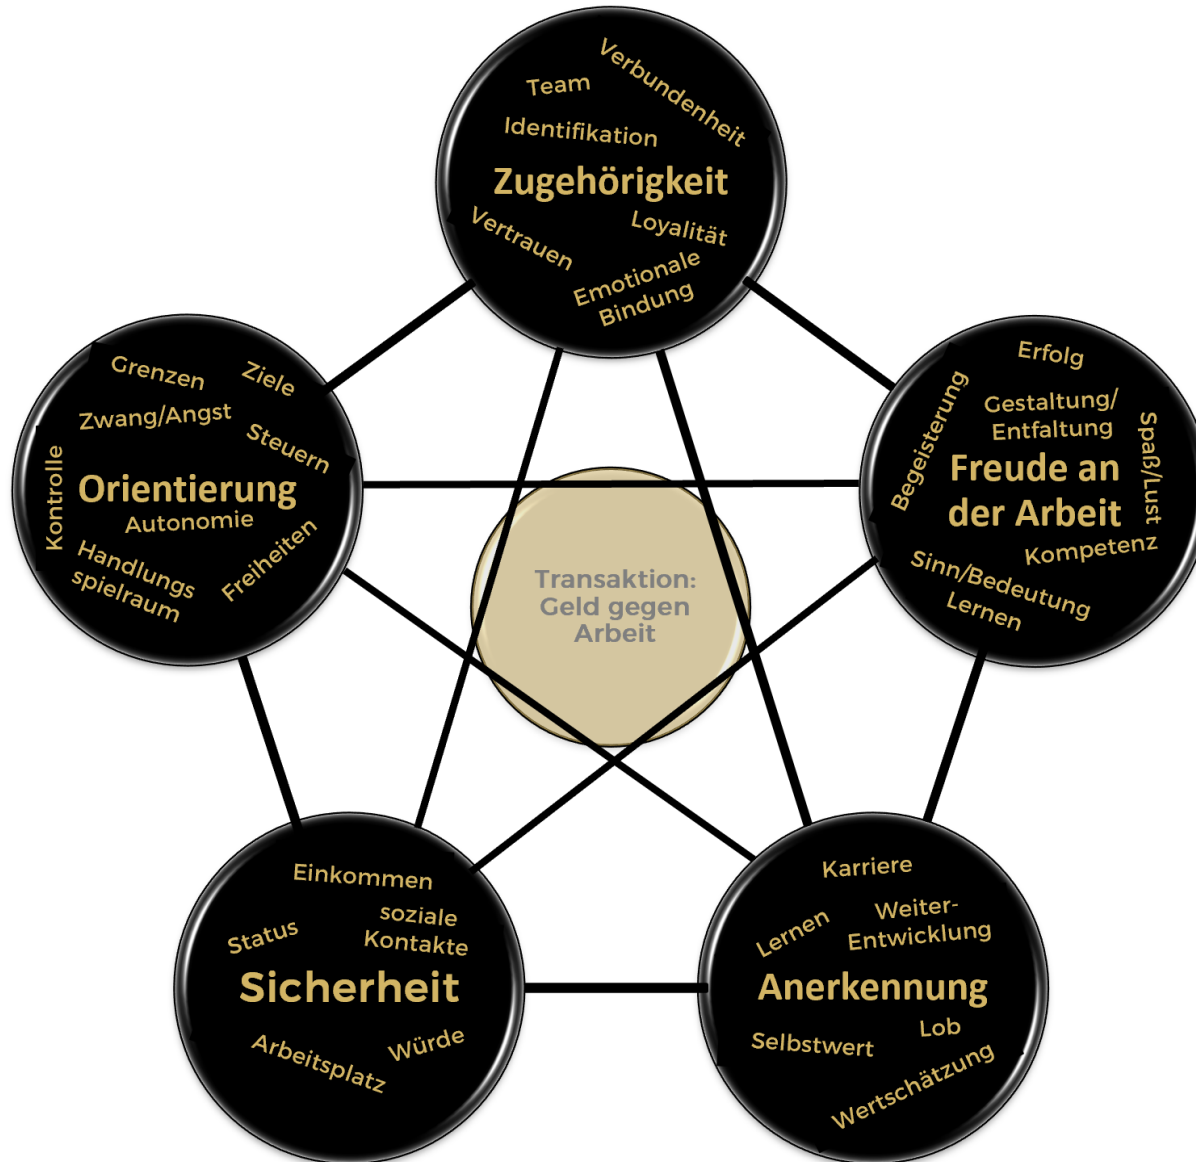 Verbundenheit
Team
Identifikation
Zugehörigkeit
Loyalität
Vertrauen
Emotionale
Bindung
Grenzen
Ziele
Zwang/Angst
Steuern
Kontrolle
Orientierung
Autonomie
Handlungs
spielraum
Freiheiten
Erfolg
Gestaltung/
Entfaltung
Begeisterung
Spaß/Lust
Freude an
der Arbeit
Kompetenz
Sinn/Bedeutung
Lernen
Transaktion:
Geld gegen
Arbeit
Einkommen
soziale
Kontakte
Status
Sicherheit
Arbeitsplatz
Würde
Karriere
Weiter-
Entwicklung
Lernen
Anerkennung
Lob
Selbstwert
Wertschätzung